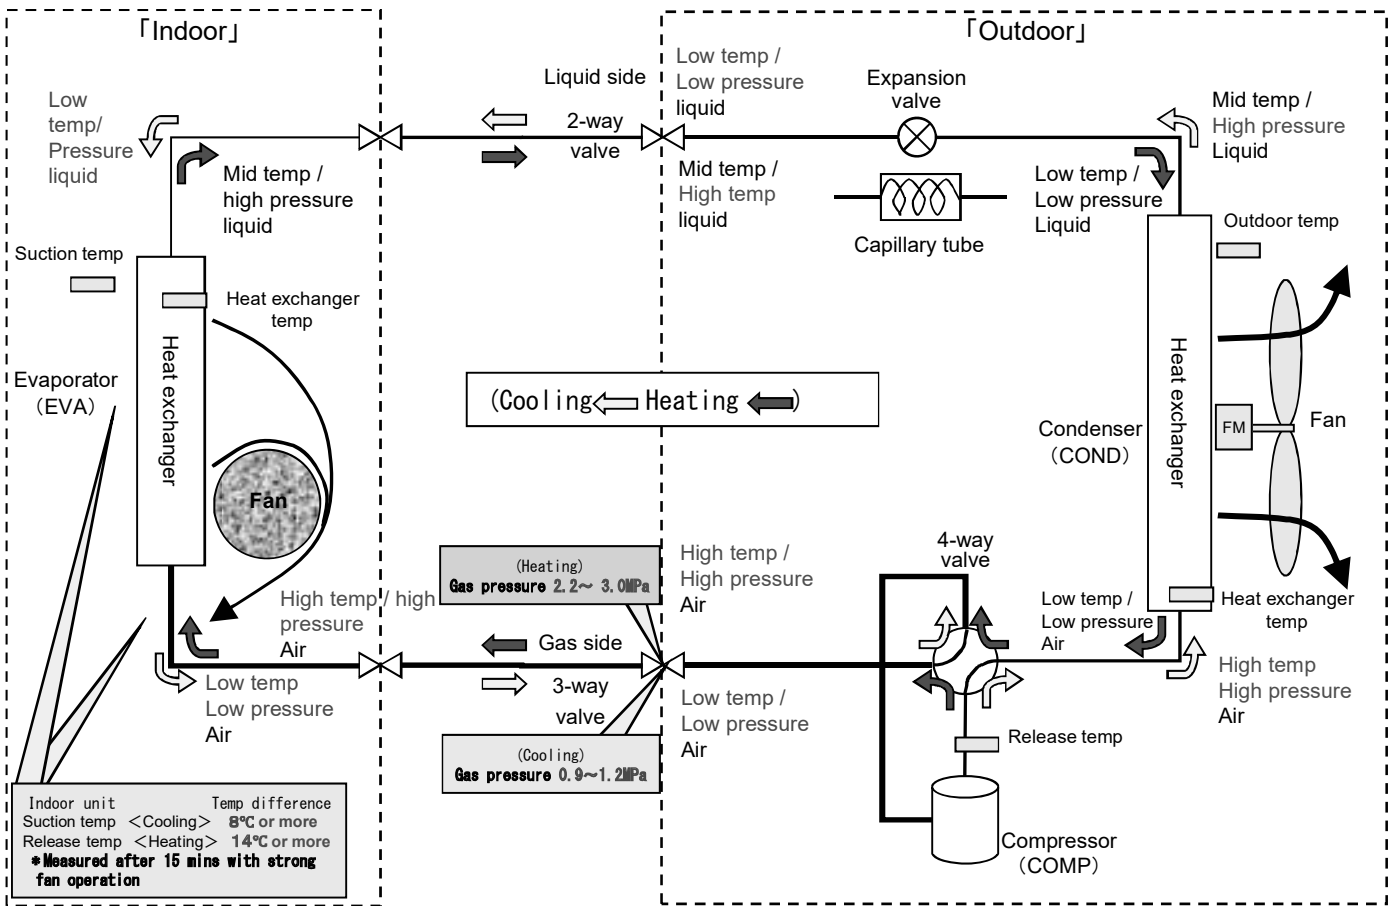 「Indoor」
「Outdoor」
Low
temp/
Pressure
liquid
Mid temp /
high pressure
liquid
Liquid side
2-way
valve
Low temp /
Low pressure
liquid
Mid temp /
High temp
liquid
Expansion
valve
Capillary tube
Low temp /
Low pressure
Liquid
Mid temp /
High pressure
Liquid
Suction temp
Heat exchanger
temp
Heat exchanger
Evaporator
（EVA）
Fan
(Cooling Heating )
Outdoor temp
Heat exchanger
Condenser
（COND）
FM
Fan
(Heating)
Gas pressure 2.2～ 3.0MPa
High temp / high
pressure
Air
Gas side
3-way
valve
Low temp
Low pressure
Air
High temp /
High pressure
Air
Low temp /
Low pressure
Air
4-way
valve
Low temp /
Low pressure
Air
Heat exchanger
temp
High temp
High pressure
Air
(Cooling)
Gas pressure 0.9～1.2MPa
Release temp
Compressor
（COMP）
Indoor unit Temp difference
Suction temp ＜Cooling＞ 8℃ or more
Release temp ＜Heating＞ 14℃ or more
＊Measured after 15 mins with strong
fan operation